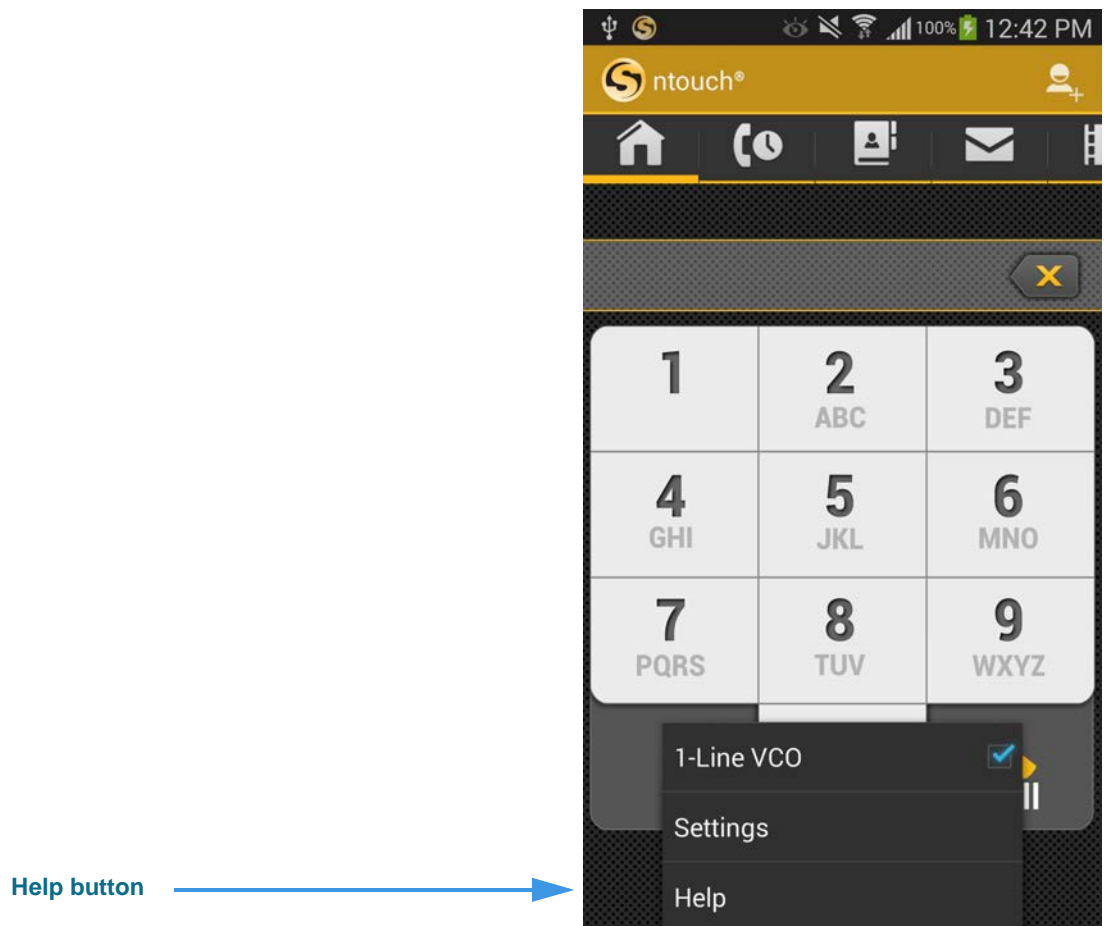 100% 12:42 PM
ntouch®
1 2 3
ABC DEF
4 5 6
GHI JKL MNO
7 8 9
PQRS TUV WXYZ
1-Line VCO
ll
Settings
Help button
Help